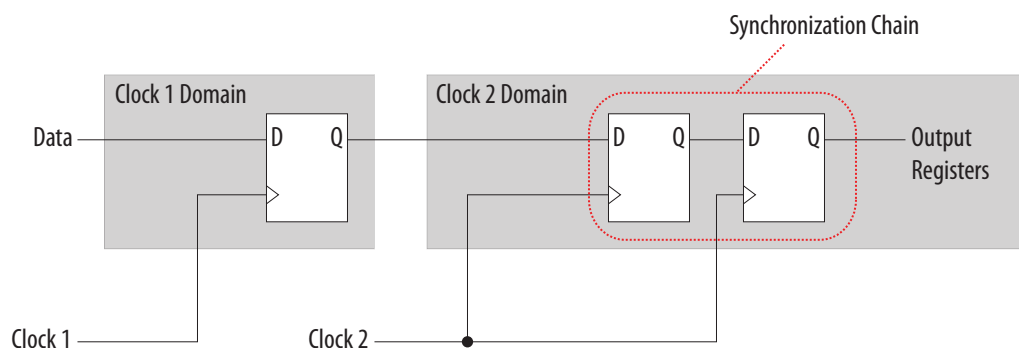 Synchronization Chain
Clock 1 Domain
Clock 2 Domain
Data
D Q
D Q
D Q
Output
Registers
Clock 1
Clock 2